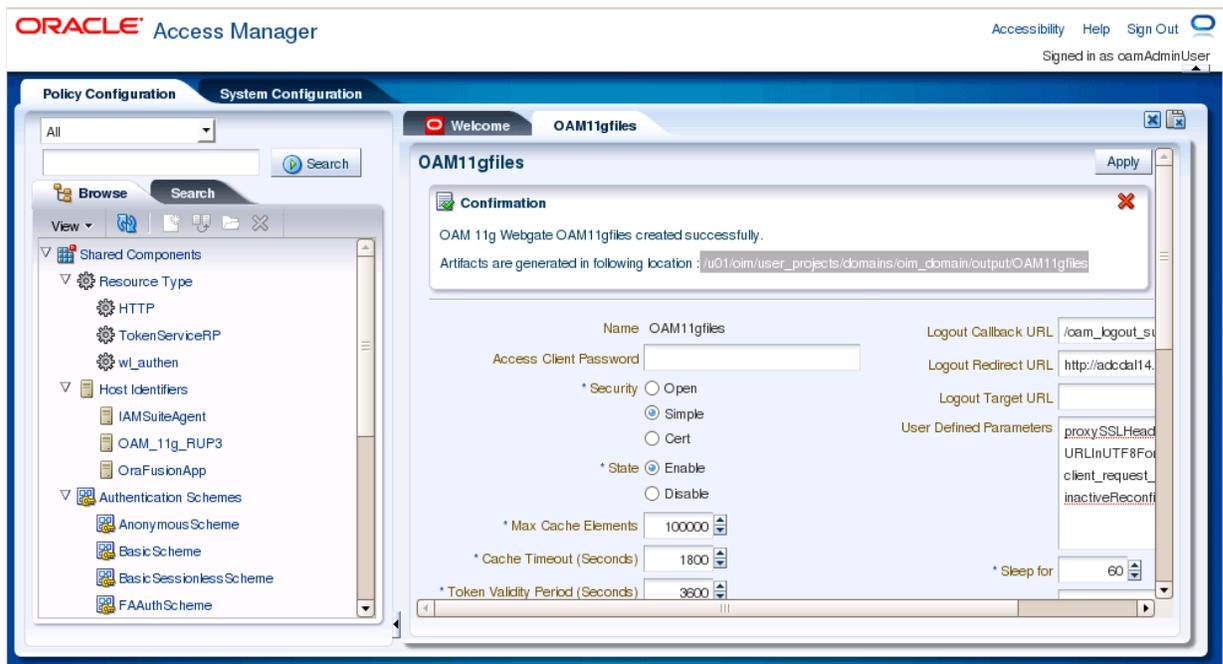 ORACLE Access Manager
Accessibility Help Sign Out
Signed in as oamAdminUser
Policy Configuration System Configuration
All
Search
Browse Search
View
Shared Components
Resource Type
HTTP
TokenServiceRP
wl_authen
Host Identifiers
IAMSuiteAgent
OAM_11g_RUP3
OraFusionApp
Authentication Schemes
AnonymousScheme
BasicScheme
BasicSessionlessScheme
FAAuthScheme
Welcome OAM11gfiles
OAM11gfiles
Apply
Confirmation
OAM 11g Webgate OAM11gfiles created successfully.
Artifacts are generated in following location : /u01/oim/user_projects/domains/oim_domain/output/OAM11gfiles
Name OAM11gfiles
Access Client Password
* Security Open
Simple
Cert
* State Enable
Disable
* Max Cache Elements 100000
* Cache Timeout (Seconds) 1800
* Token Validity Period (Seconds) 3600
Logout Callback URL /oam_logout_su
Logout Redirect URL http://adcdal14.
Logout Target URL
User Defined Parameters proxySSLHead
URLInUTF8For
client_request_
inactiveReconfi
* Sleep for 60